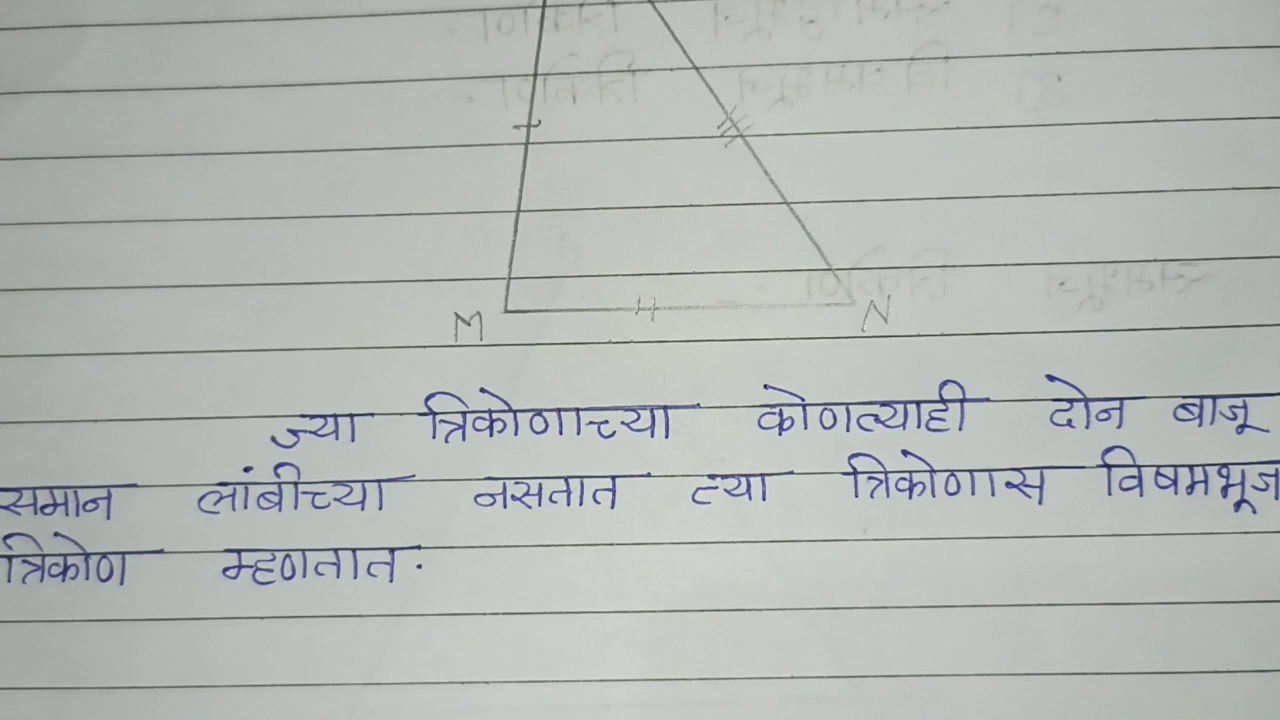 M N
ज्या त्रिकोणाच्या कोणत्याही दोन बाजू
समान लांबीच्या नसतात त्या त्रिकोणास विषमभूज
त्रिकोण म्हणतात.